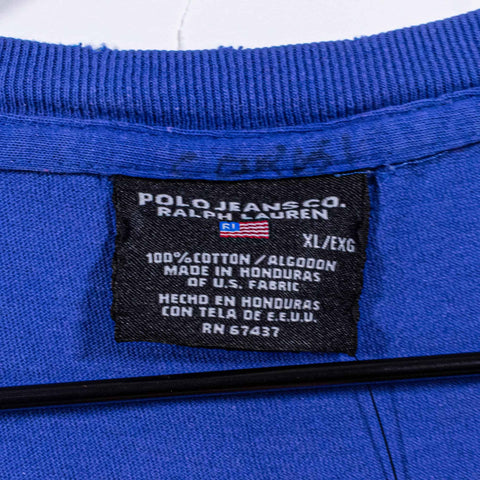 POLO JEANS CO.
RALPH LAUREN
RL
XL/EXG
100% COTTON / ALGODON
MADE IN HONDURAS
OF U.S. FABRIC
HECHO EN HONDURAS
CON TELA DE E.E.U.U.
RN 67437